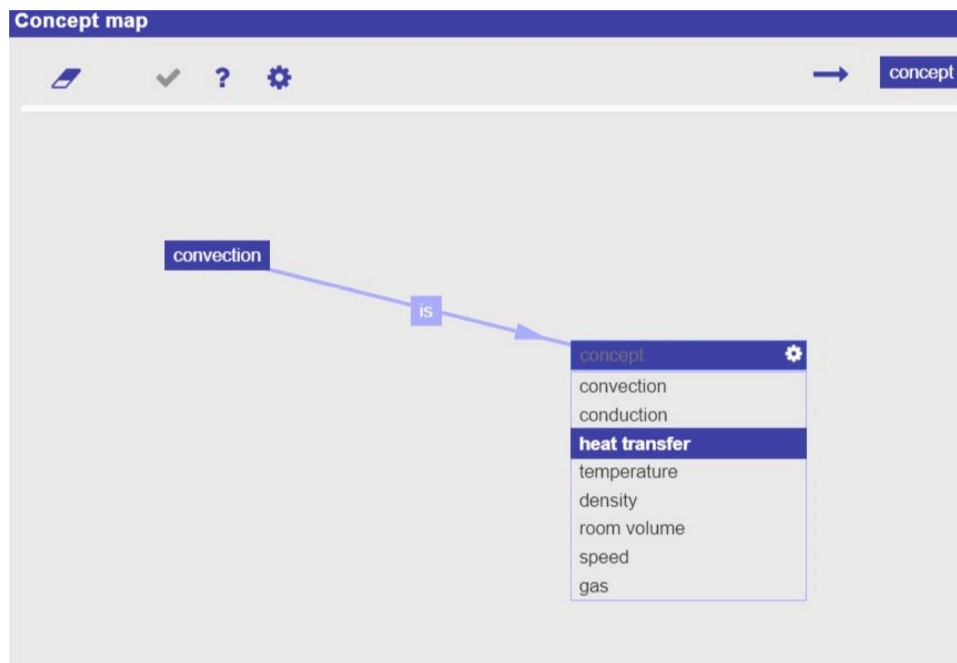 Concept map
?
concept
convection
is
concept
convection
conduction
heat transfer
temperature
density
room volume
speed
gas